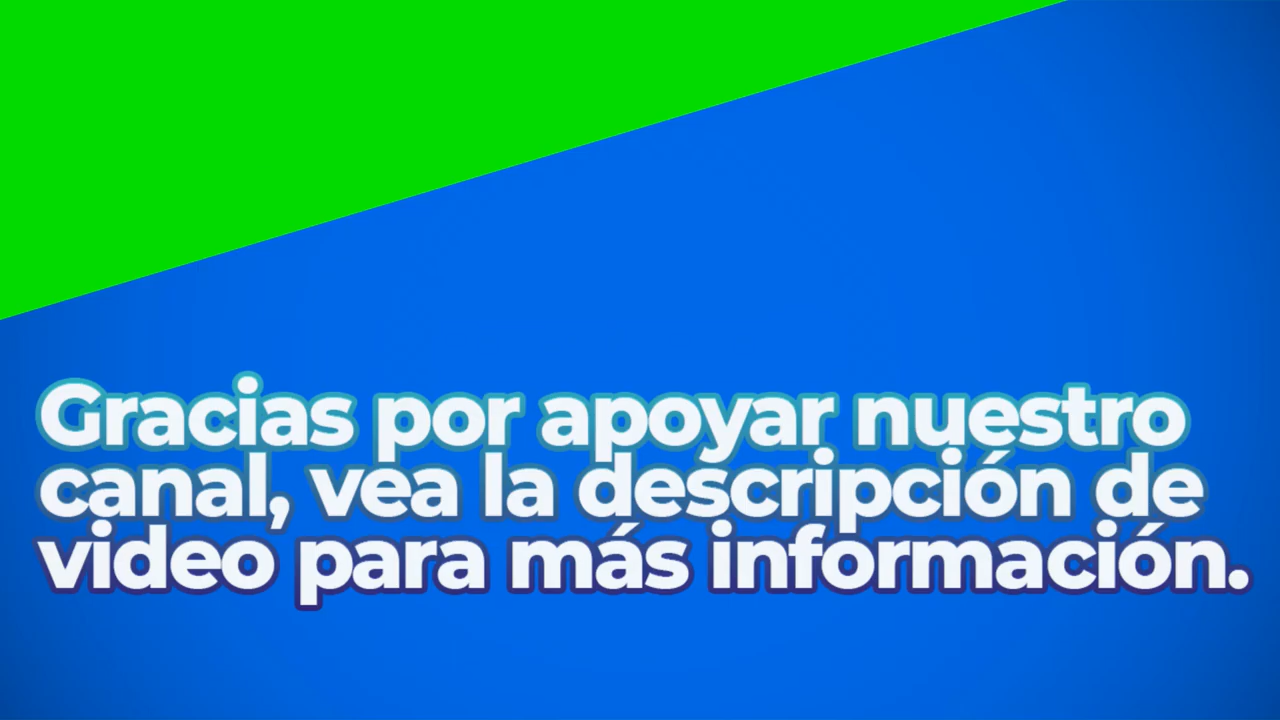 Gracias por apoyar nuestro
canal, vea la descripción de
video para más información.